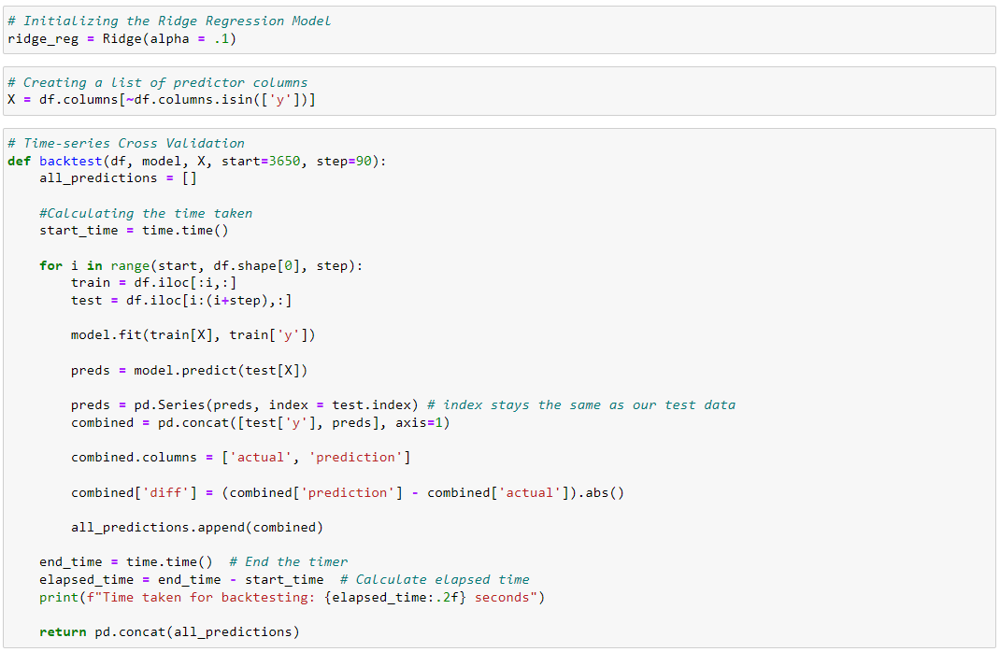 # Initializing the Ridge Regression Model
ridge_reg = Ridge(alpha = .1)
# Creating a list of predictor columns
X = df.columns[~df.columns.isin(['y'])]
# Time-series Cross Validation
def backtest(df, model, X, start=3650, step=90):
    all_predictions = []
    #Calculating the time taken
    start_time = time.time()
    for i in range(start, df.shape[0], step):
        train = df.iloc[:i,:]
        test = df.iloc[i:(i+step),:]
        model.fit(train[X], train['y'])
        preds = model.predict(test[X])
        preds = pd.Series(preds, index = test.index) # index stays the same as our test data
        combined = pd.concat([test['y'], preds], axis=1)
        combined.columns = ['actual', 'prediction']
        combined['diff'] = (combined['prediction'] - combined['actual']).abs()
        all_predictions.append(combined)
    end_time = time.time()  # End the timer
    elapsed_time = end_time - start_time  # Calculate elapsed time
    print(f"Time taken for backtesting: {elapsed_time:.2f} seconds")
    return pd.concat(all_predictions)